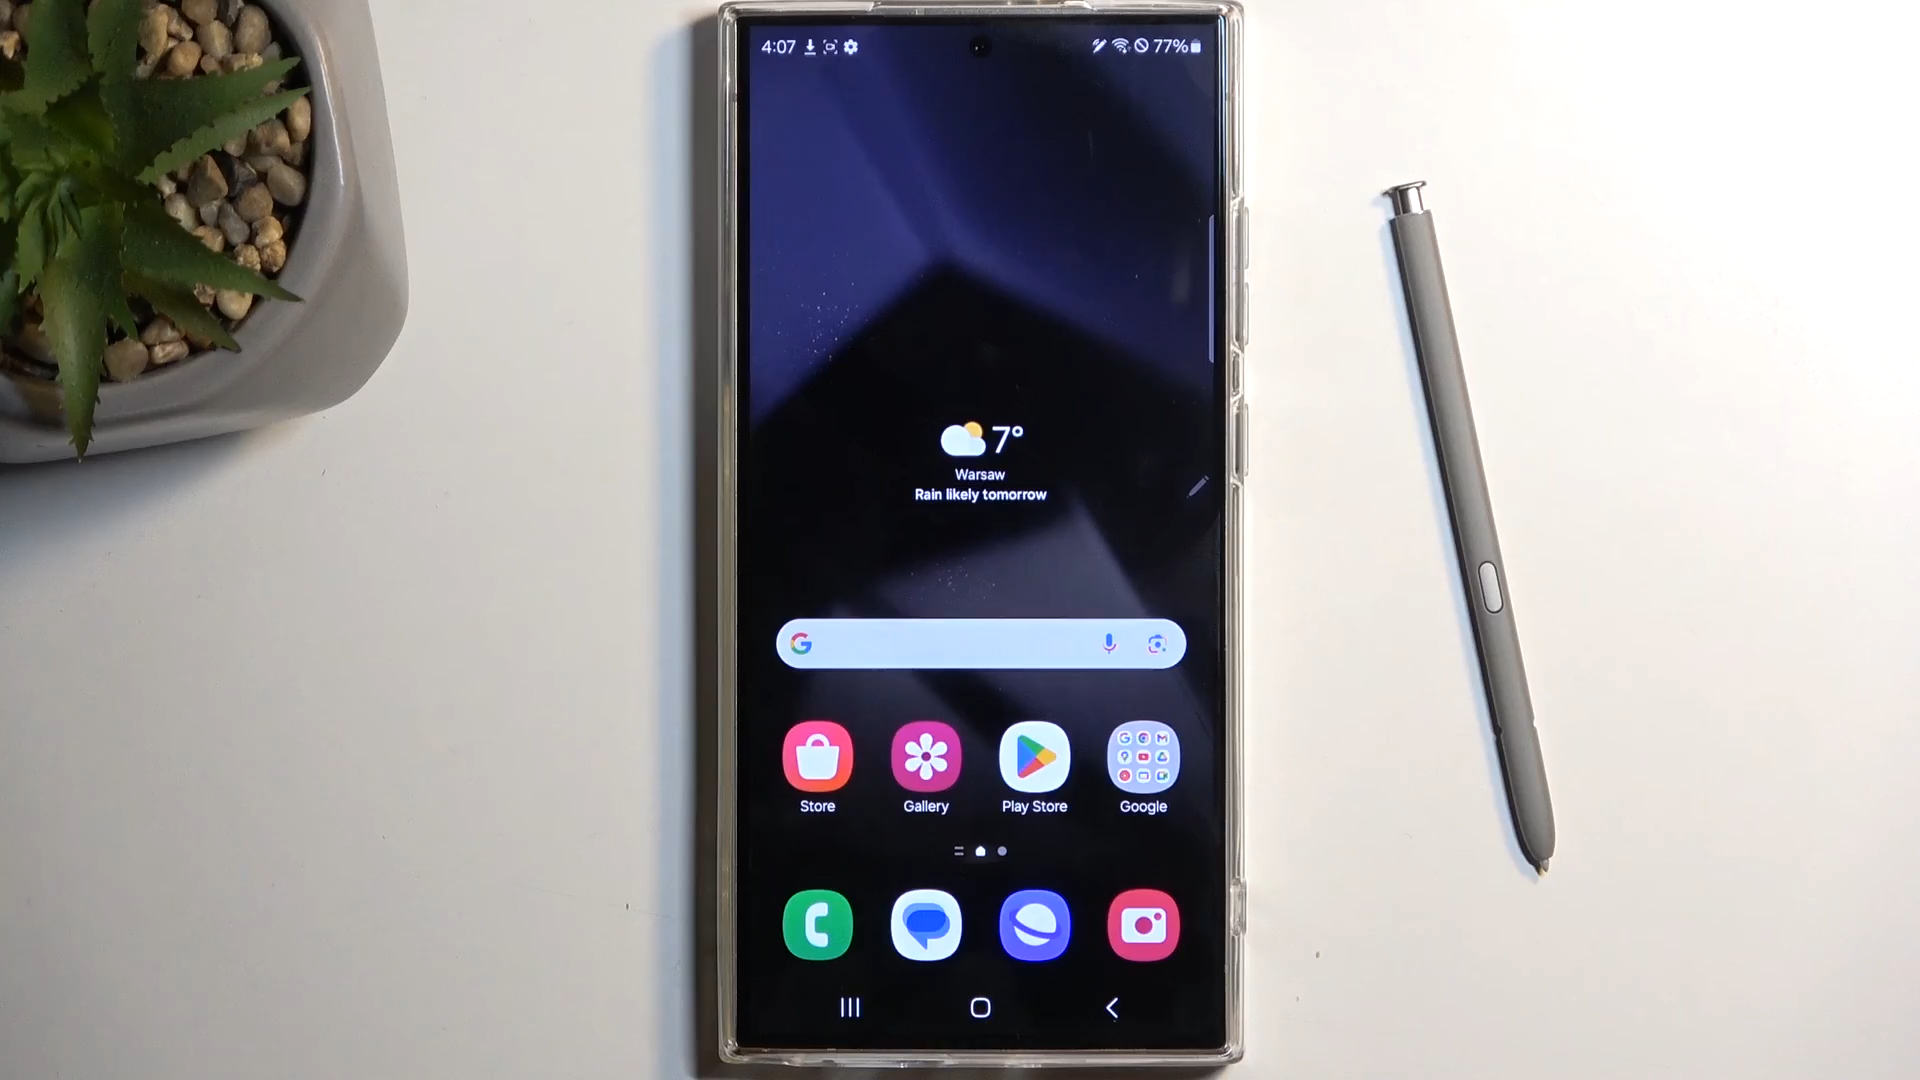 4:07
77%
7°
Warsaw
Rain likely tomorrow
Store
Gallery
Play Store
Google